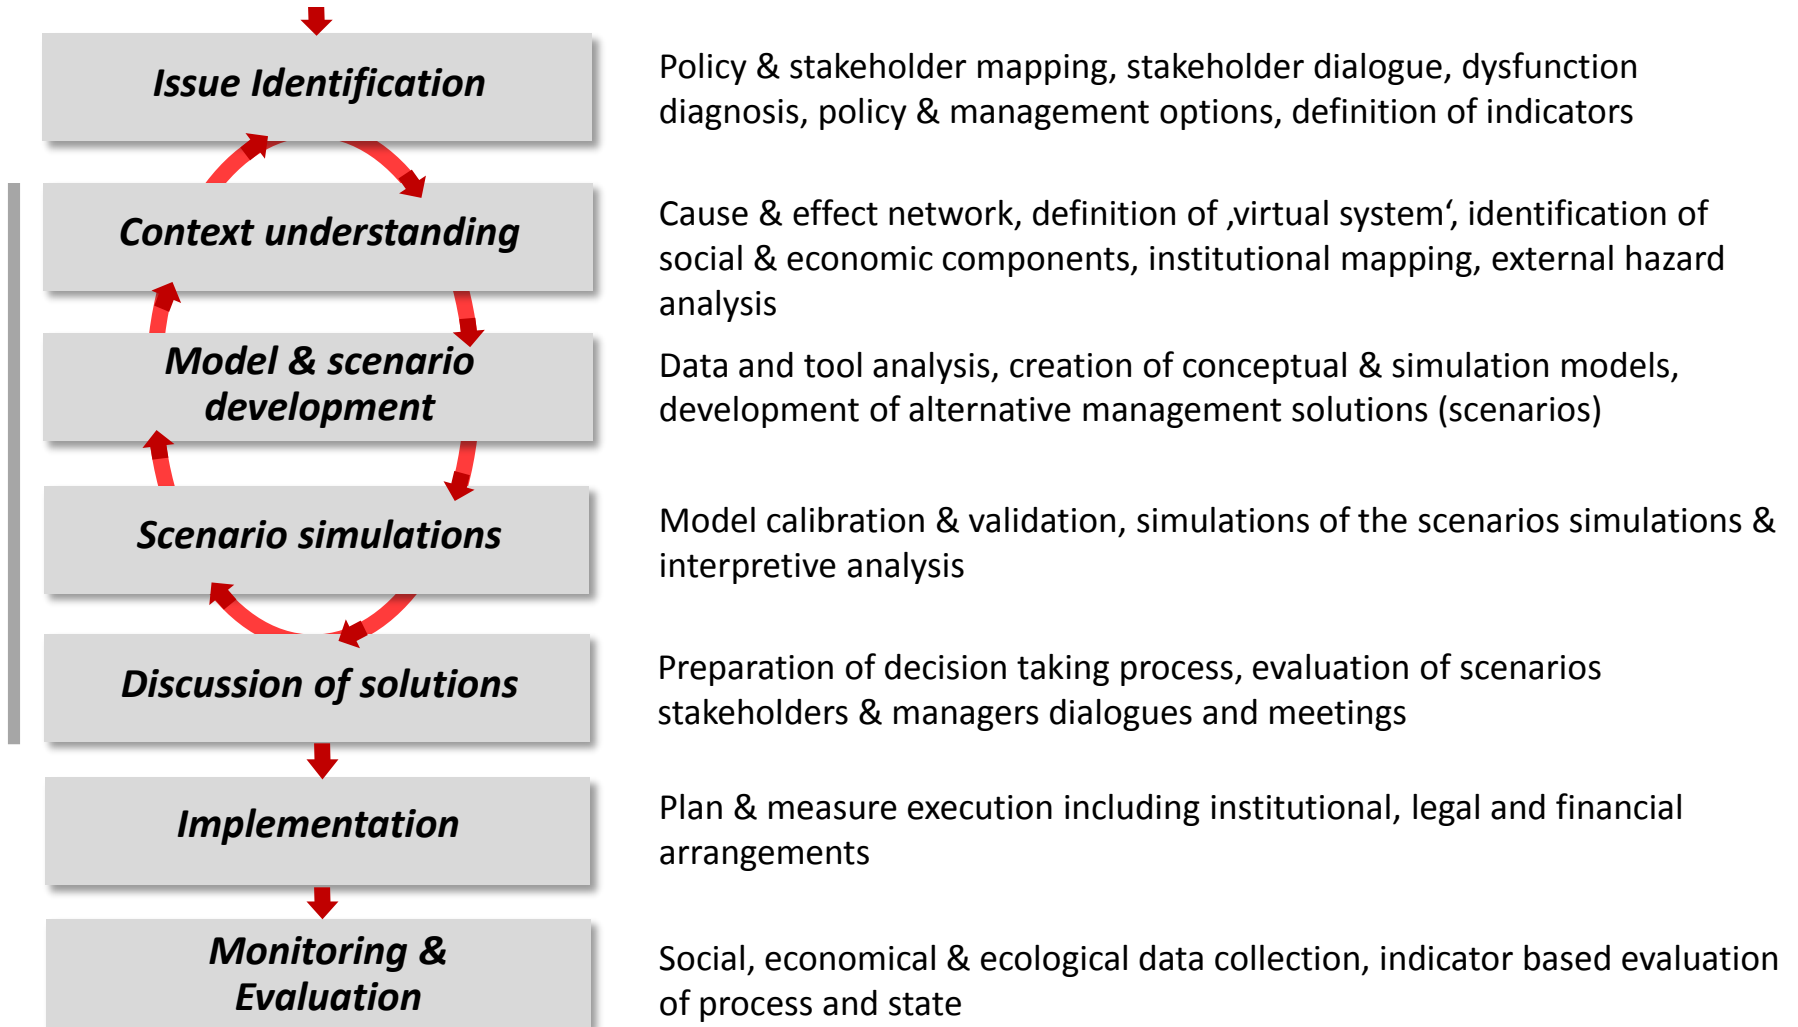 Issue Identification
Policy & stakeholder mapping, stakeholder dialogue, dysfunction
diagnosis, policy & management options, definition of indicators
Context understanding
Cause & effect network, definition of ‚virtual system‘, identification of
social & economic components, institutional mapping, external hazard
analysis
Model & scenario
development
Data and tool analysis, creation of conceptual & simulation models,
development of alternative management solutions (scenarios)
Scenario simulations
Model calibration & validation, simulations of the scenarios simulations &
interpretive analysis
Discussion of solutions
Preparation of decision taking process, evaluation of scenarios
stakeholders & managers dialogues and meetings
Implementation
Plan & measure execution including institutional, legal and financial
arrangements
Monitoring &
Evaluation
Social, economical & ecological data collection, indicator based evaluation
of process and state